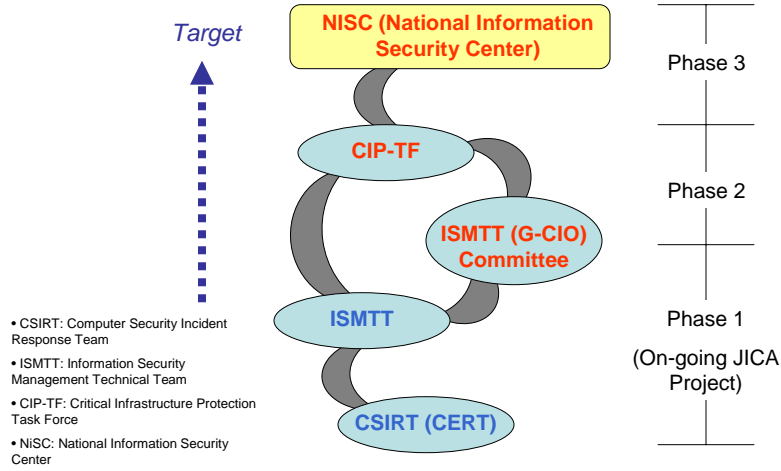 Target
NISC (National Information
Security Center)
Phase 3
CIP-TF
Phase 2
ISMTT (G-CIO)
Committee
ISMTT
Phase 1
(On-going JICA
Project)
CSIRT (CERT)
• CSIRT: Computer Security Incident
Response Team
• ISMTT: Information Security
Management Technical Team
• CIP-TF: Critical Infrastructure Protection
Task Force
• NiSC: National Information Security
Center